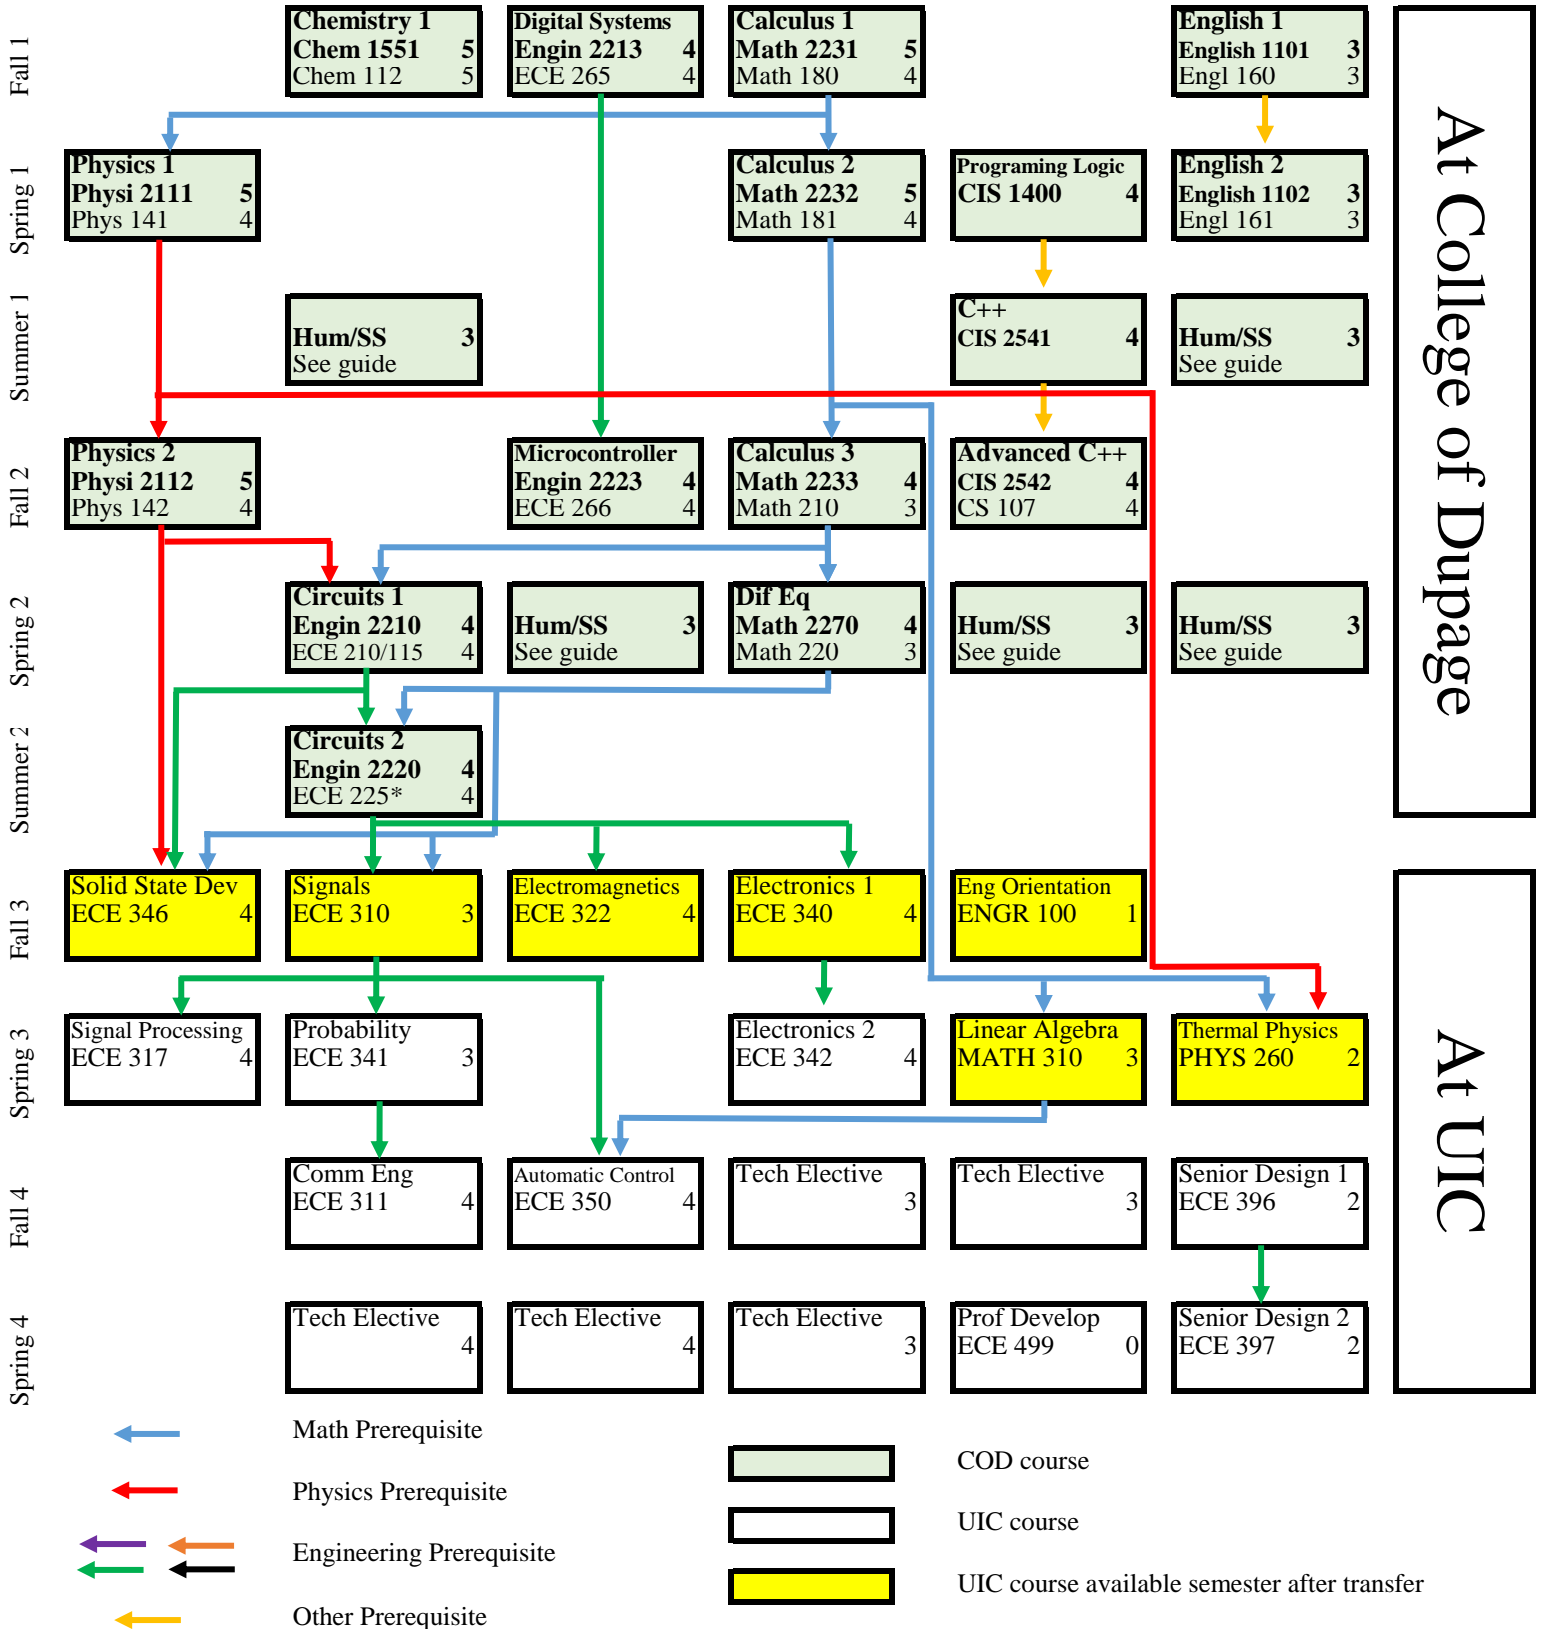 Fall 1
Chemistry 1
Chem 1551 5
Chem 112 5
Digital Systems
Engin 2213 4
ECE 265 4
Calculus 1
Math 2231 5
Math 180 4
English 1
English 1101 3
Engl 160 3
At College of Dupage
Spring 1
Physics 1
Physi 2111 5
Phys 141 4
Calculus 2
Math 2232 5
Math 181 4
Programing Logic
CIS 1400 4
English 2
English 1102 3
Engl 161 3
Summer 1
Hum/SS 3
See guide
C++
CIS 2541 4
Hum/SS 3
See guide
Fall 2
Physics 2
Physi 2112 5
Phys 142 4
Microcontroller
Engin 2223 4
ECE 266 4
Calculus 3
Math 2233 4
Math 210 3
Advanced C++
CIS 2542 4
CS 107 4
Spring 2
Circuits 1
Engin 2210 4
ECE 210/115 4
Hum/SS 3
See guide
Dif Eq
Math 2270 4
Math 220 3
Hum/SS 3
See guide
Hum/SS 3
See guide
Summer 2
Circuits 2
Engin 2220 4
ECE 225* 4
Fall 3
Solid State Dev
ECE 346 4
Signals
ECE 310 3
Electromagnetics
ECE 322 4
Electronics 1
ECE 340 4
Eng Orientation
ENGR 100 1
At UIC
Spring 3
Signal Processing
ECE 317 4
Probability
ECE 341 3
Electronics 2
ECE 342 4
Linear Algebra
MATH 310 3
Thermal Physics
PHYS 260 2
Fall 4
Comm Eng
ECE 311 4
Automatic Control
ECE 350 4
Tech Elective
3
Tech Elective
3
Senior Design 1
ECE 396 2
Spring 4
Tech Elective
4
Tech Elective
4
Tech Elective
3
Prof Develop
ECE 499 0
Senior Design 2
ECE 397 2
Math Prerequisite
Physics Prerequisite
Engineering Prerequisite
Other Prerequisite
COD course
UIC course
UIC course available semester after transfer